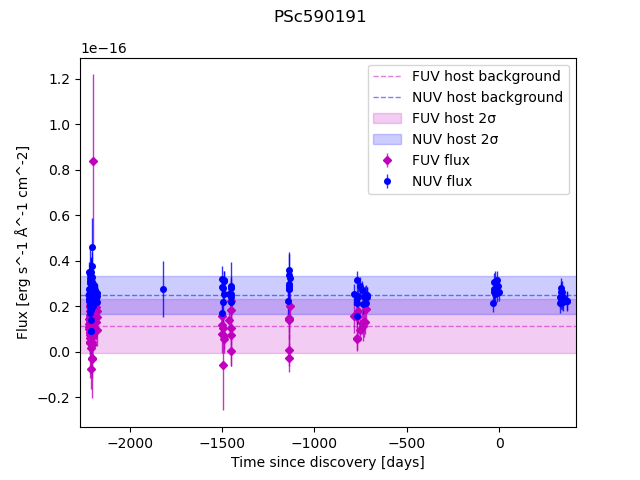 PSc590191
1e−16
FUV host background
NUV host background
FUV host 2σ
NUV host 2σ
FUV flux
NUV flux
1.2
1.0
0.8
0.6
0.4
0.2
0.0
−0.2
Flux [erg s^-1 Å^-1 cm^-2]
−2000
−1500
−1000
−500
0
Time since discovery [days]